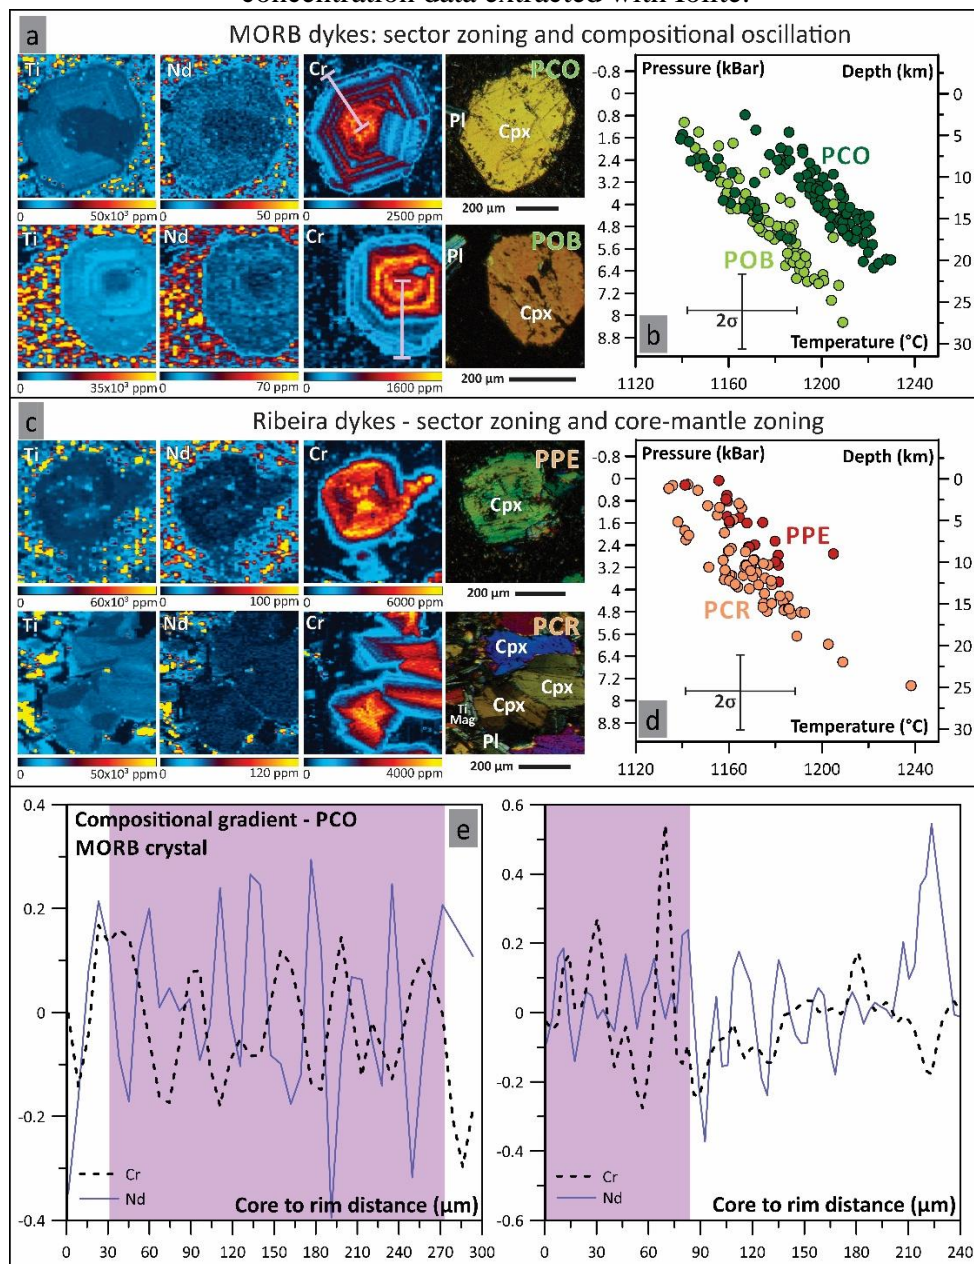 concentration data extracted with Iolite.
a MORB dykes: sector zoning and compositional oscillation
Ti Nd Cr PCO
Pl Cpx
0 50x10³ ppm 0 50 ppm 0 2500 ppm 200 µm
Ti Nd Cr POB
Pl
Cpx
0 35x10³ ppm 0 70 ppm 0 1600 ppm 200 µm
Pressure (kBar) Depth (km)
-0.8 0
0
0.8
1.6 5
2.4
3.2 10
4
4.8 15
5.6
6.4 20
7.2 25
8
8.8 30
PCO
POB
2σ
b Temperature (°C)
1120 1160 1200 1240
c Ribeira dykes - sector zoning and core-mantle zoning
Ti Nd Cr PPE
Cpx
0 60x10³ ppm 0 100 ppm 0 6000 ppm 200 µm
Ti Nd Cr PCR
Cpx
Cpx
Cpx
Ti
Mag
Pl
0 50x10³ ppm 0 120 ppm 0 4000 ppm 200 µm
Pressure (kBar) Depth (km)
-0.8
0 0
0.8
1.6 5
2.4
3.2 10
4
4.8 15
5.6
6.4 20
7.2
8 25
8.8 30
PPE
PCR
2σ
d Temperature (°C)
1120 1160 1200 1240
Compositional gradient - PCO e
MORB crystal
0.4
0.2
0
-0.2
-0.4
Cr
Nd
Core to rim distance (µm)
0 30 60 90 120 150 180 210 240 270 300
0.6
0.4
0.2
0
-0.2
-0.4
-0.6
Cr
Nd
Core to rim distance (µm)
0 30 60 90 120 150 180 210 240